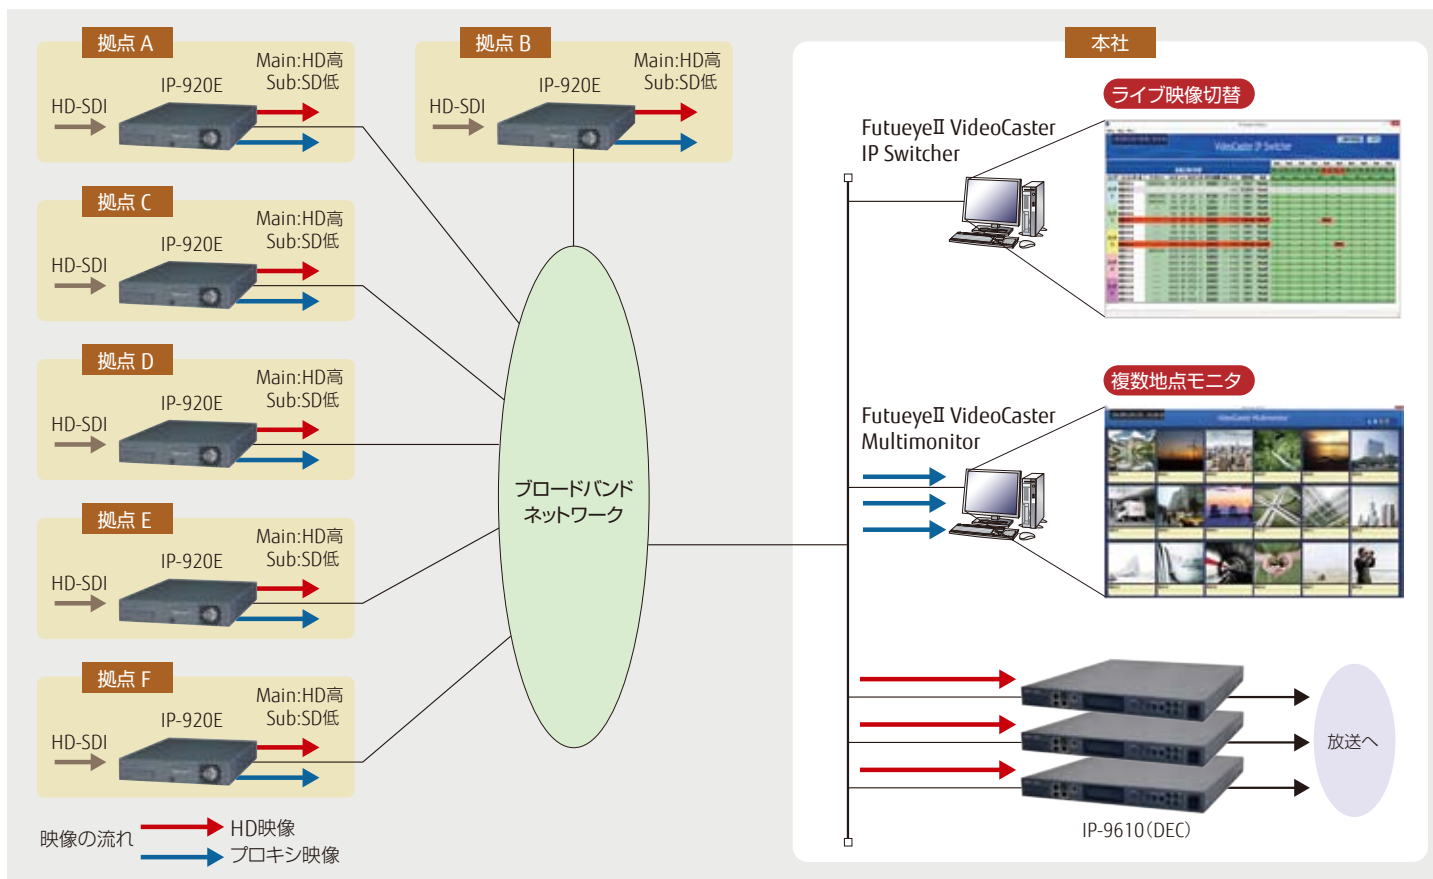 拠点 A
Main:HD高
Sub:SD低
IP-920E
HD-SDI
拠点 B
Main:HD高
Sub:SD低
IP-920E
HD-SDI
拠点 C
Main:HD高
Sub:SD低
IP-920E
HD-SDI
拠点 D
Main:HD高
Sub:SD低
IP-920E
HD-SDI
拠点 E
Main:HD高
Sub:SD低
IP-920E
HD-SDI
拠点 F
Main:HD高
Sub:SD低
IP-920E
HD-SDI
映像の流れ
HD映像
プロキシ映像
ブロードバンド
ネットワーク
本社
ライブ映像切替
FutueyeⅡ VideoCaster
IP Switcher
VideoCaster IP Switcher
複数地点モニタ
FutueyeⅡ VideoCaster
Multimonitor
VideoCaster Multimonitor
IP-9610(DEC)
放送へ